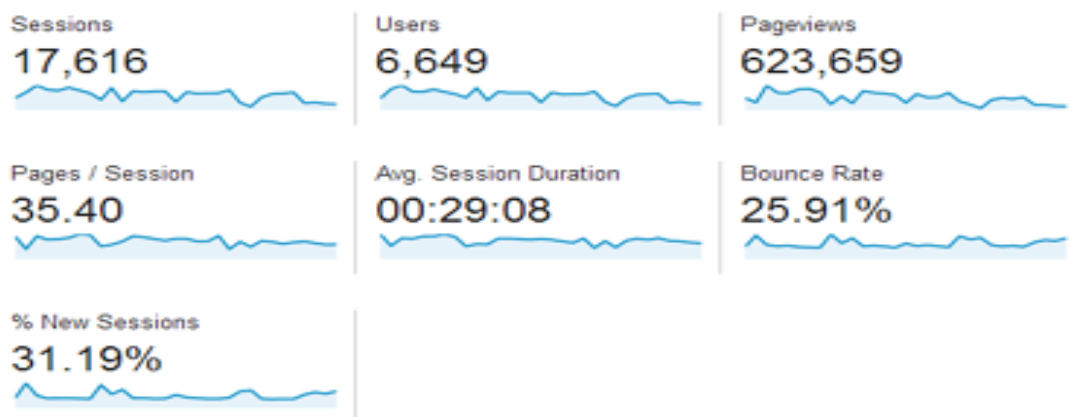 Sessions
17,616
Users
6,649
Pageviews
623,659
Pages / Session
35.40
Avg. Session Duration
00:29:08
Bounce Rate
25.91%
% New Sessions
31.19%